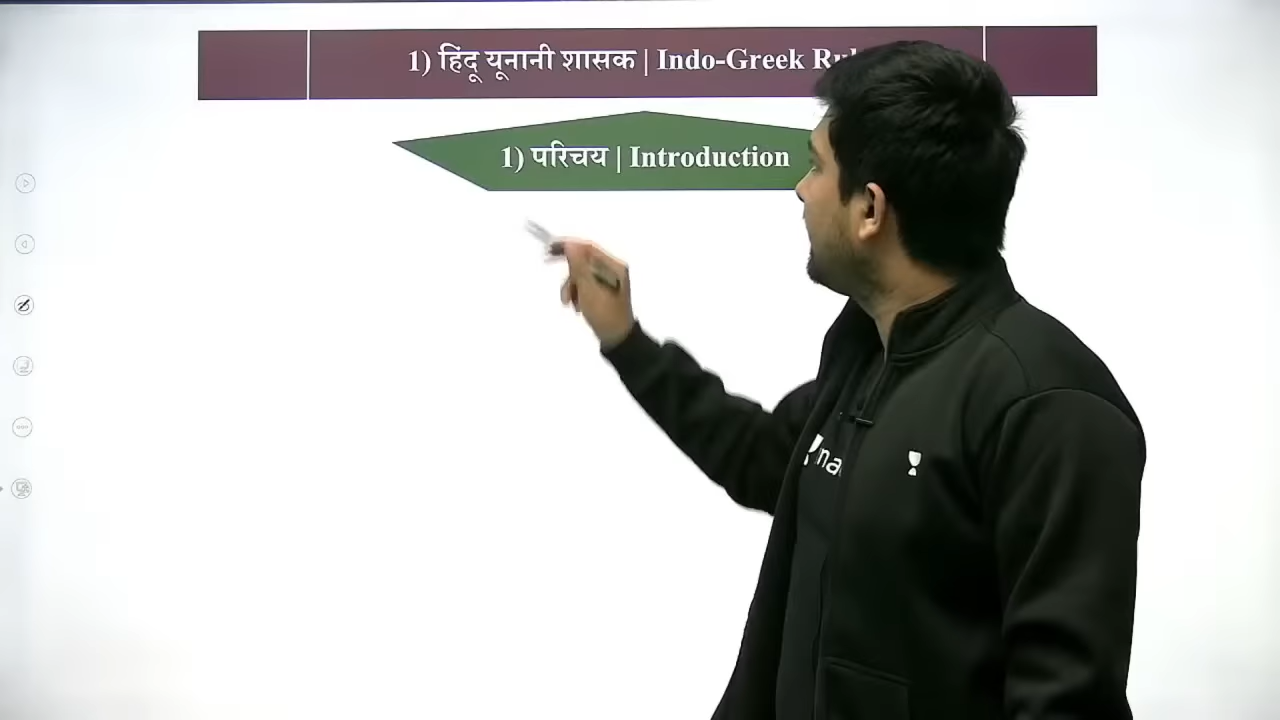 1) हिंदू यूनानी शासक | Indo-Greek
1) परिचय | Introduction